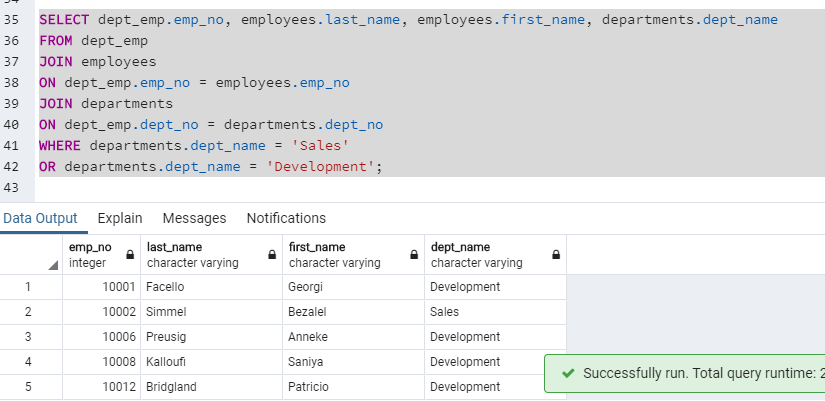 35 SELECT dept_emp.emp_no, employees.last_name, employees.first_name, departments.dept_name
36 FROM dept_emp
37 JOIN employees
38 ON dept_emp.emp_no = employees.emp_no
39 JOIN departments
40 ON dept_emp.dept_no = departments.dept_no
41 WHERE departments.dept_name = 'Sales'
42 OR departments.dept_name = 'Development';
43
Data Output Explain Messages Notifications
emp_no last_name first_name dept_name
integer character varying character varying character varying
1 10001 Facello Georgi Development
2 10002 Simmel Bezalel Sales
3 10006 Preusig Anneke Development
4 10008 Kalloufi Saniya Development
Successfully run. Total query runtime: 2
5 10012 Bridgland Patricio Development